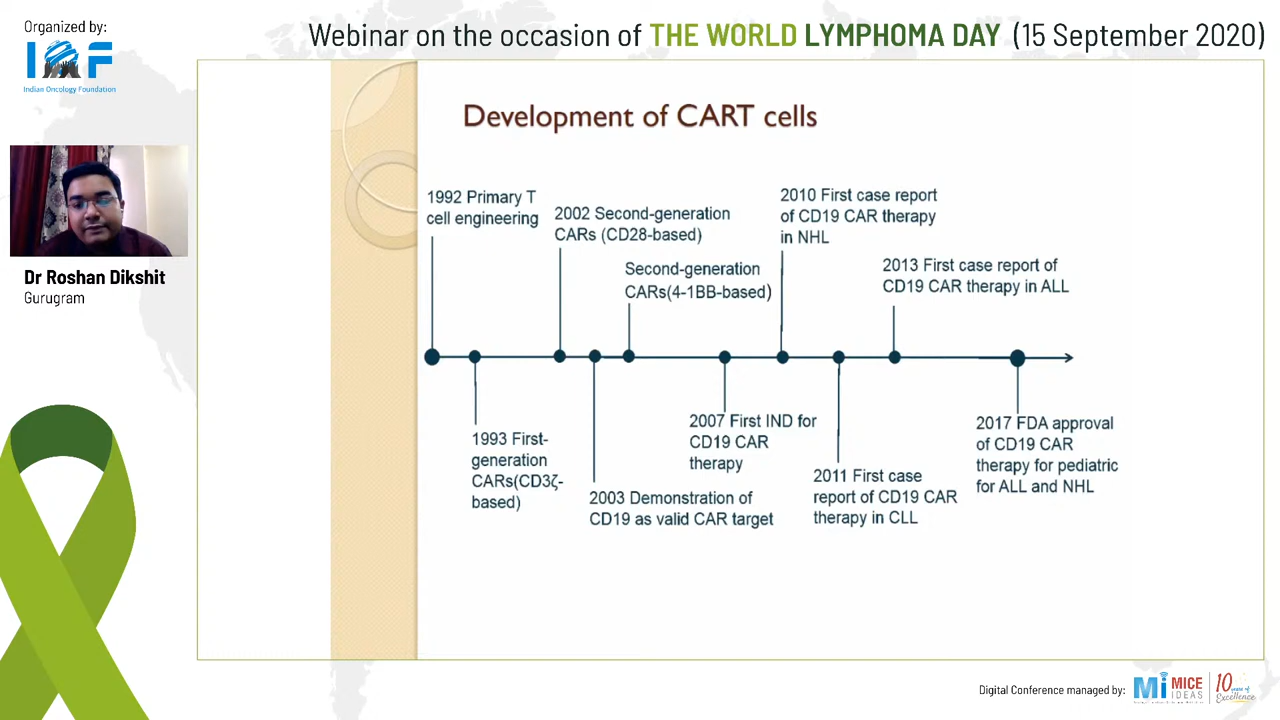 Organized by:
IOF
Indian Oncology Foundation
Webinar on the occasion of THE WORLD LYMPHOMA DAY (15 September 2020)
Dr Roshan Dikshit
Gurugram
Development of CART cells
1992 Primary T
cell engineering
2002 Second-generation
CARs (CD28-based)
Second-generation
CARs(4-1BB-based)
2010 First case report
of CD19 CAR therapy
in NHL
2013 First case report of
CD19 CAR therapy in ALL
1993 First-
generation
CARs(CD3ζ-
based)
2003 Demonstration of
CD19 as valid CAR target
2007 First IND for
CD19 CAR
therapy
2011 First case
report of CD19 CAR
therapy in CLL
2017 FDA approval
of CD19 CAR
therapy for pediatric
for ALL and NHL
Digital Conference managed by:
Mi MICE
IDEAS
10 years of
Excellence